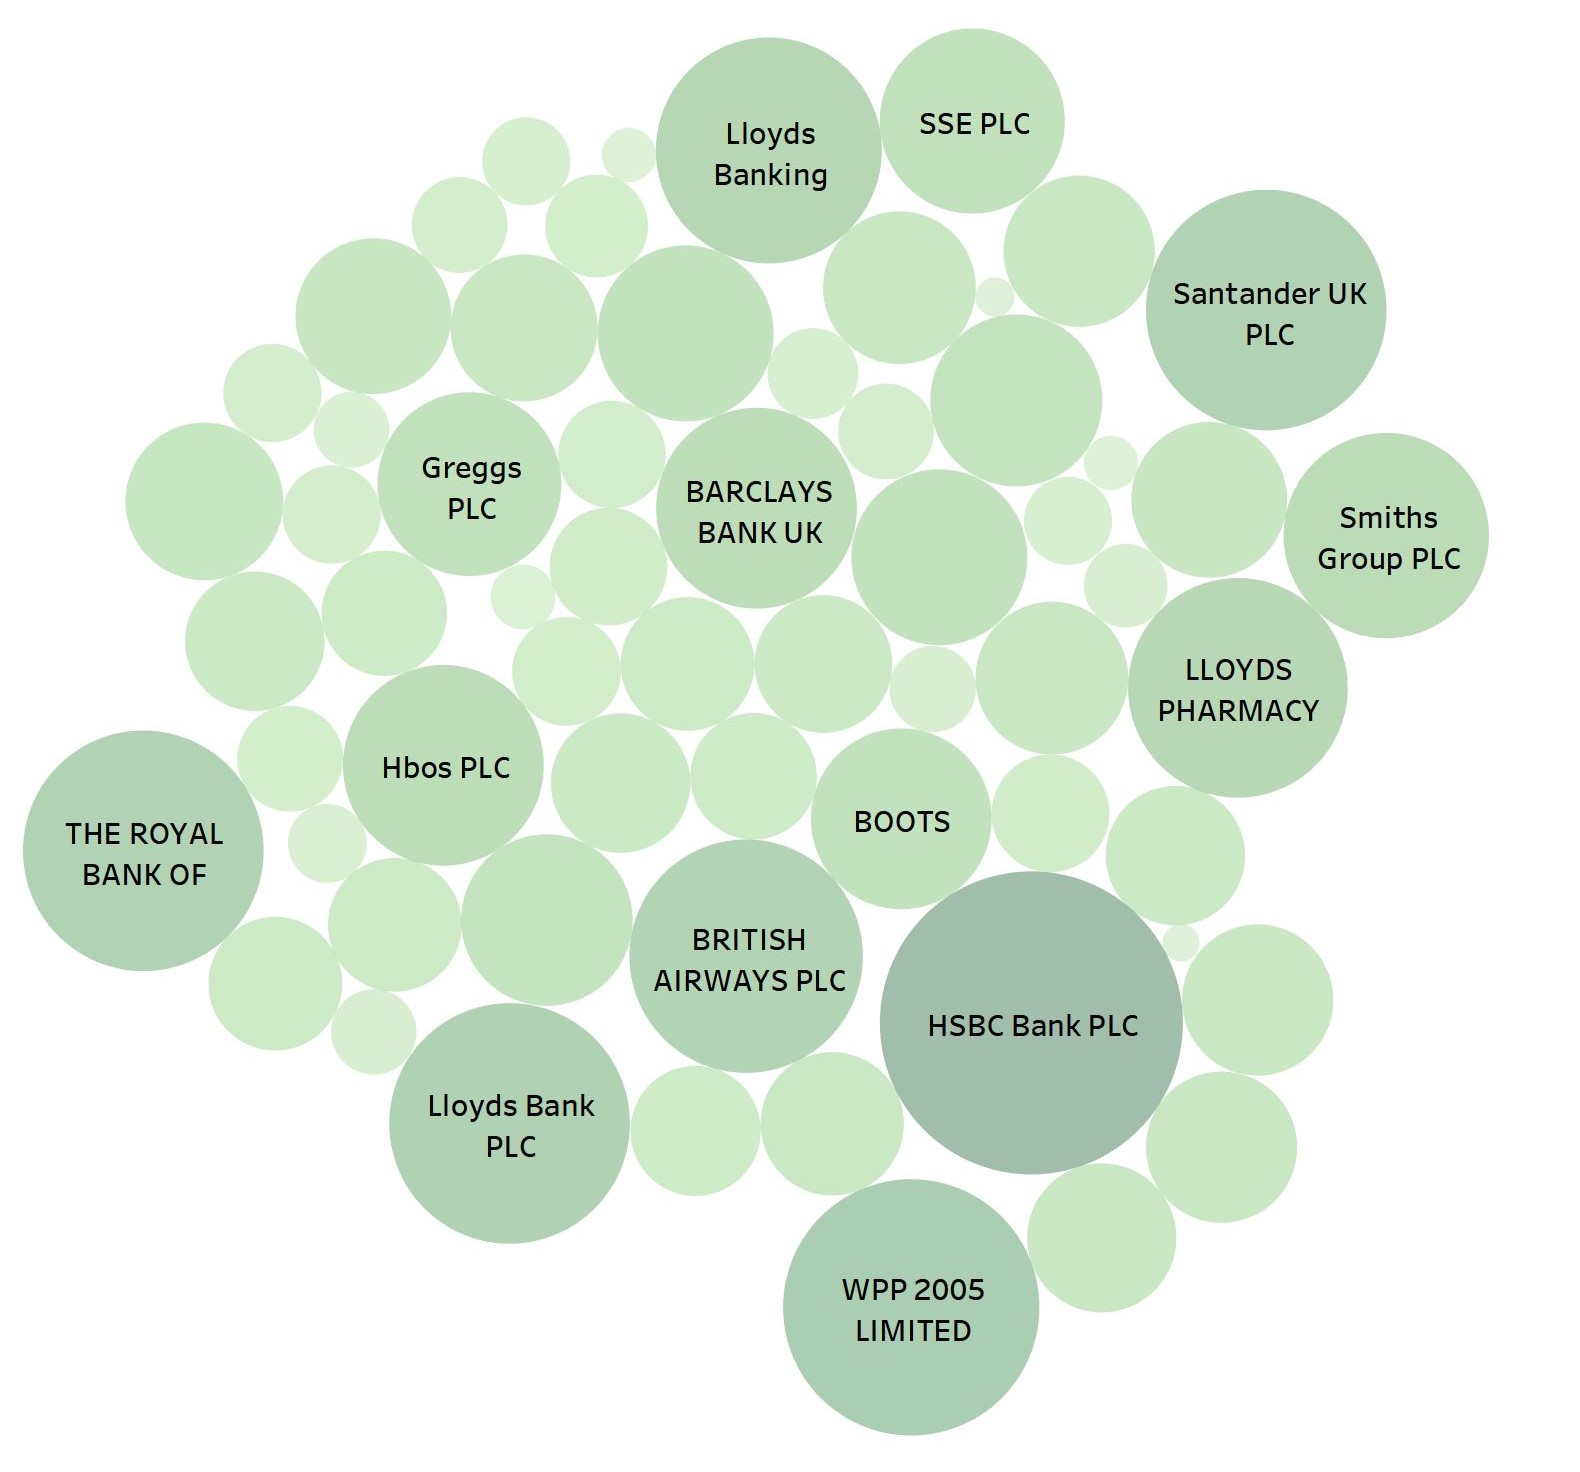 Lloyds
Banking
SSE PLC
Santander UK
PLC
Greggs
PLC
BARCLAYS
BANK UK
Smiths
Group PLC
LLOYDS
PHARMACY
Hbos PLC
THE ROYAL
BANK OF
BOOTS
BRITISH
AIRWAYS PLC
HSBC Bank PLC
Lloyds Bank
PLC
WPP 2005
LIMITED